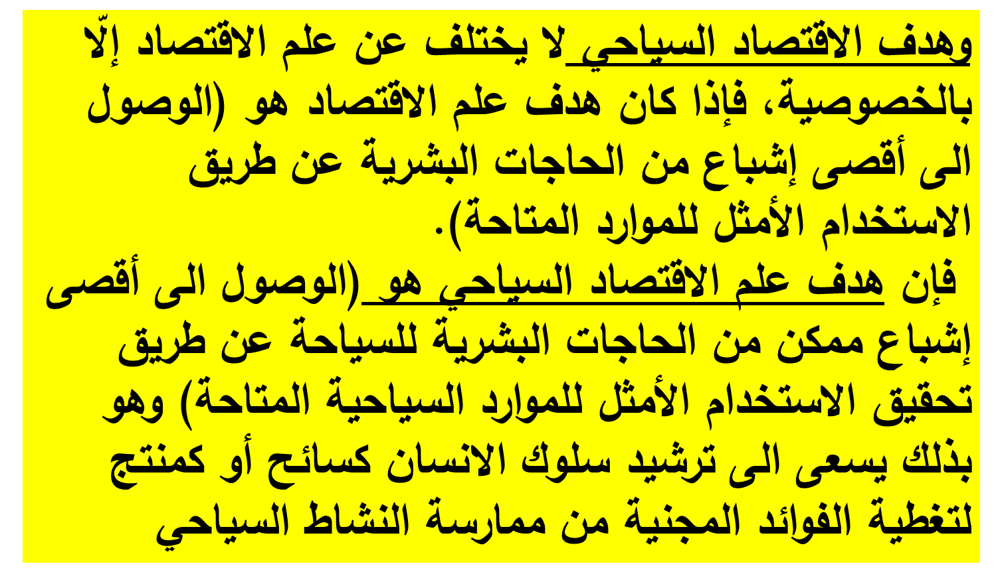 وهدف الاقتصاد السياحي لا يختلف عن علم الاقتصاد إلّا
بالخصوصية، فإذا كان هدف علم الاقتصاد هو (الوصول
الى أقصى إشباع من الحاجات البشرية عن طريق
الاستخدام الأمثل للموارد المتاحة).
فإن هدف علم الاقتصاد السياحي هو (الوصول الى أقصى
إشباع ممكن من الحاجات البشرية للسياحة عن طريق
تحقيق الاستخدام الأمثل للموارد السياحية المتاحة) وهو
بذلك يسعى الى ترشيد سلوك الانسان كسائح أو كمنتج
لتغطية الفوائد المجنية من ممارسة النشاط السياحي